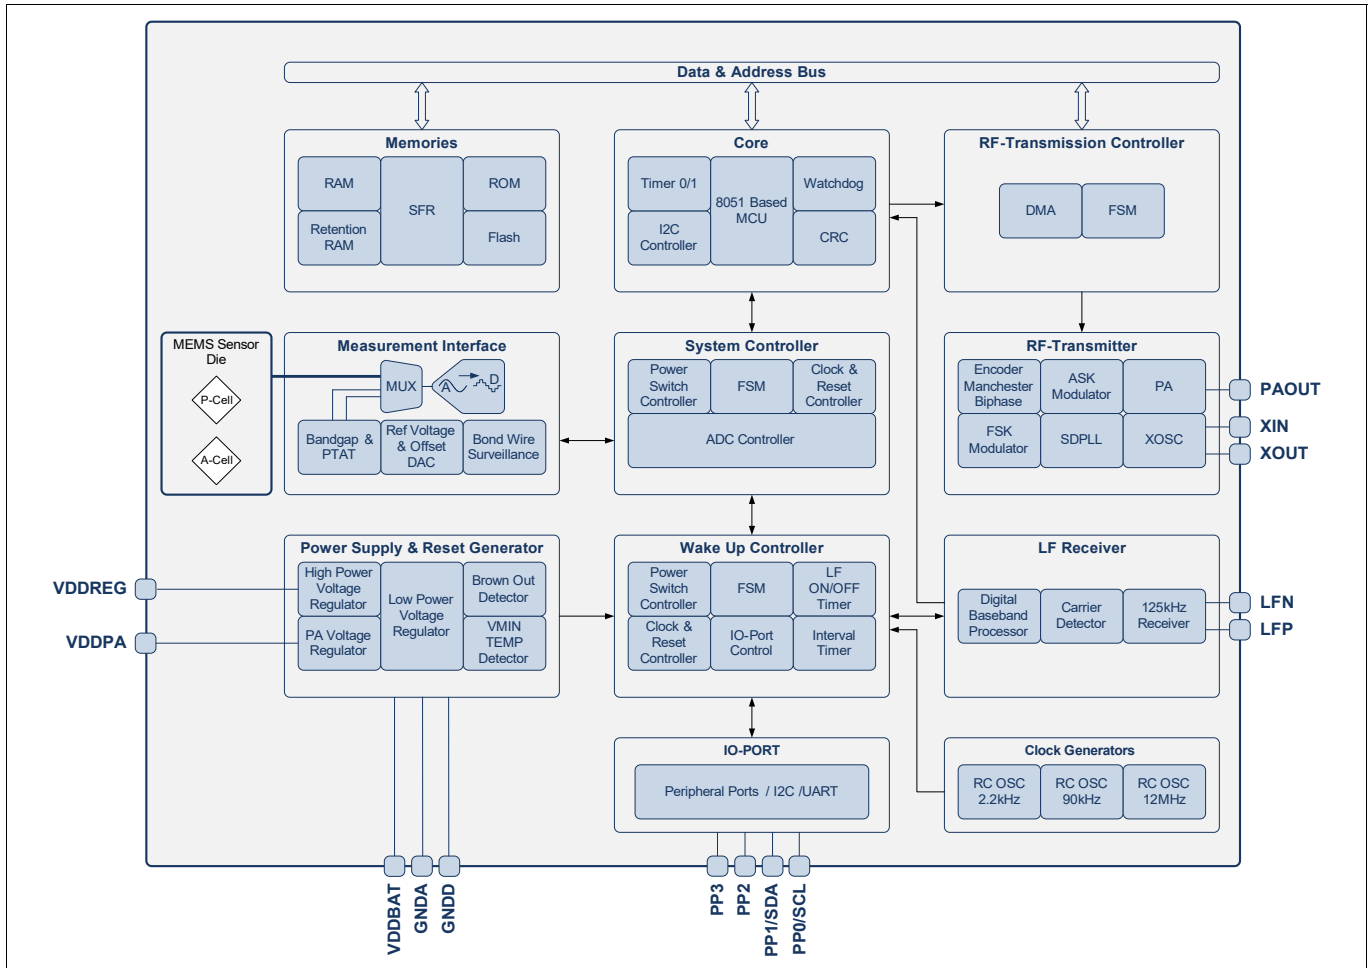 Data & Address Bus
Memories
RAM
Retention
RAM
SFR
ROM
Flash
Core
Timer 0/1
I2C
Controller
8051 Based
MCU
Watchdog
CRC
RF-Transmission Controller
DMA
FSM
MEMS Sensor
Die
P-Cell
A-Cell
Measurement Interface
MUX
A
D
Bandgap &
PTAT
Ref Voltage
& Offset
DAC
Bond Wire
Surveillance
System Controller
Power
Switch
Controller
FSM
Clock &
Reset
Controller
ADC Controller
RF-Transmitter
Encoder
Manchester
Biphase
ASK
Modulator
PA
FSK
Modulator
SDPLL
XOSC
PAOUT
XIN
XOUT
VDDREG
VDDPA
Power Supply & Reset Generator
High Power
Voltage
Regulator
PA Voltage
Regulator
Low Power
Voltage
Regulator
Brown Out
Detector
VMIN
TEMP
Detector
Wake Up Controller
Power
Switch
Controller
FSM
LF
ON/OFF
Timer
Clock &
Reset
Controller
IO-Port
Control
Interval
Timer
LF Receiver
Digital
Baseband
Processor
Carrier
Detector
125kHz
Receiver
LFN
LFP
IO-PORT
Peripheral Ports / I2C /UART
Clock Generators
RC OSC
2.2kHz
RC OSC
90kHz
RC OSC
12MHz
VDDBAT
GNDA
GNDD
PP3
PP2
PP1/SDA
PP0/SCL